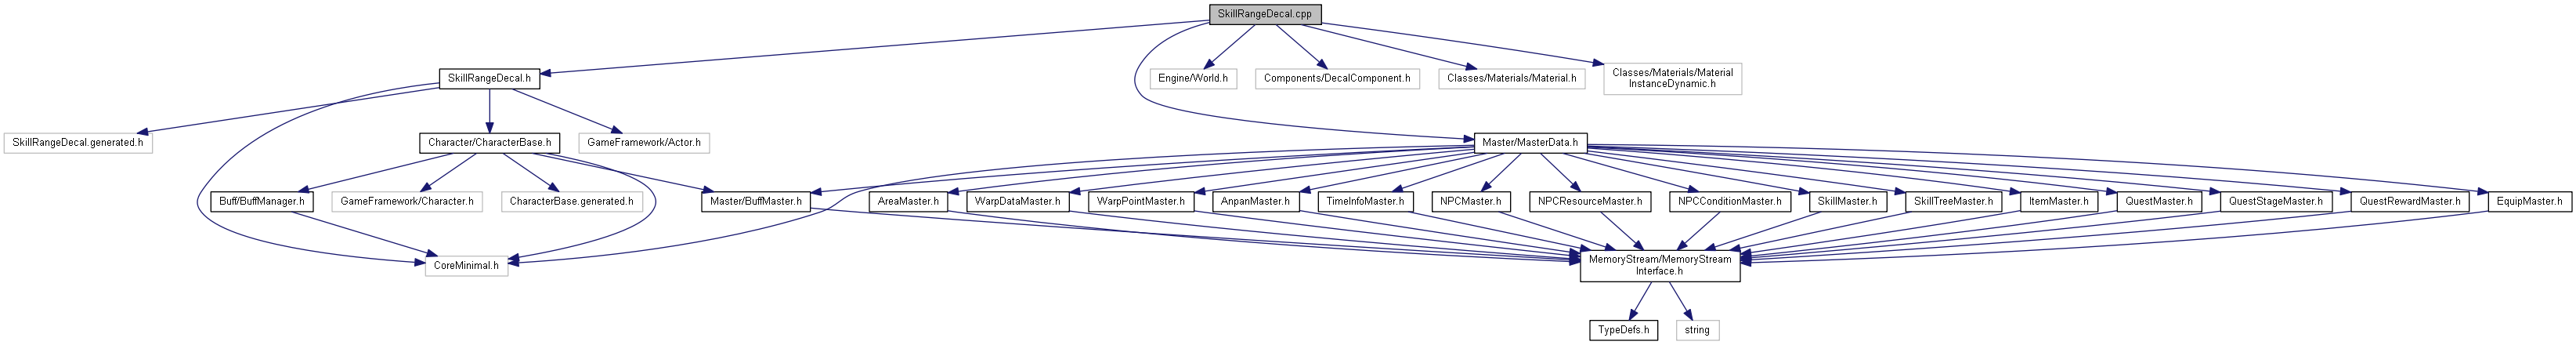 SkillRangeDecal.cpp
SkillRangeDecal.h
Engine/World.h
Components/DecalComponent.h
Classes/Materials/Material.h
Classes/Materials/Material
InstanceDynamic.h
SkillRangeDecal.generated.h
Character/CharacterBase.h
GameFramework/Actor.h
Master/MasterData.h
Buff/BuffManager.h
GameFramework/Character.h
CharacterBase.generated.h
Master/BuffMaster.h
AreaMaster.h
WarpDataMaster.h
WarpPointMaster.h
AnpanMaster.h
TimeInfoMaster.h
NPCMaster.h
NPCResourceMaster.h
NPCConditionMaster.h
SkillMaster.h
SkillTreeMaster.h
ItemMaster.h
QuestMaster.h
QuestStageMaster.h
QuestRewardMaster.h
EquipMaster.h
CoreMinimal.h
MemoryStream/MemoryStream
Interface.h
TypeDefs.h
string